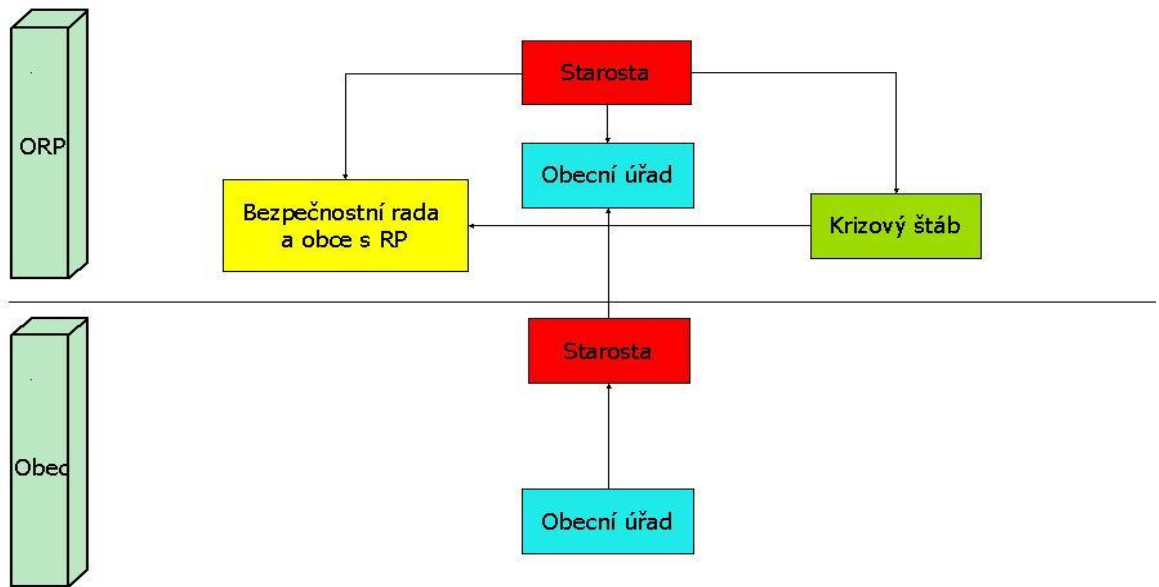 ORP
Starosta
Obecní úřad
Bezpečnostní rada
a obce s RP
Krizový štáb
Obec
Starosta
Obecní úřad